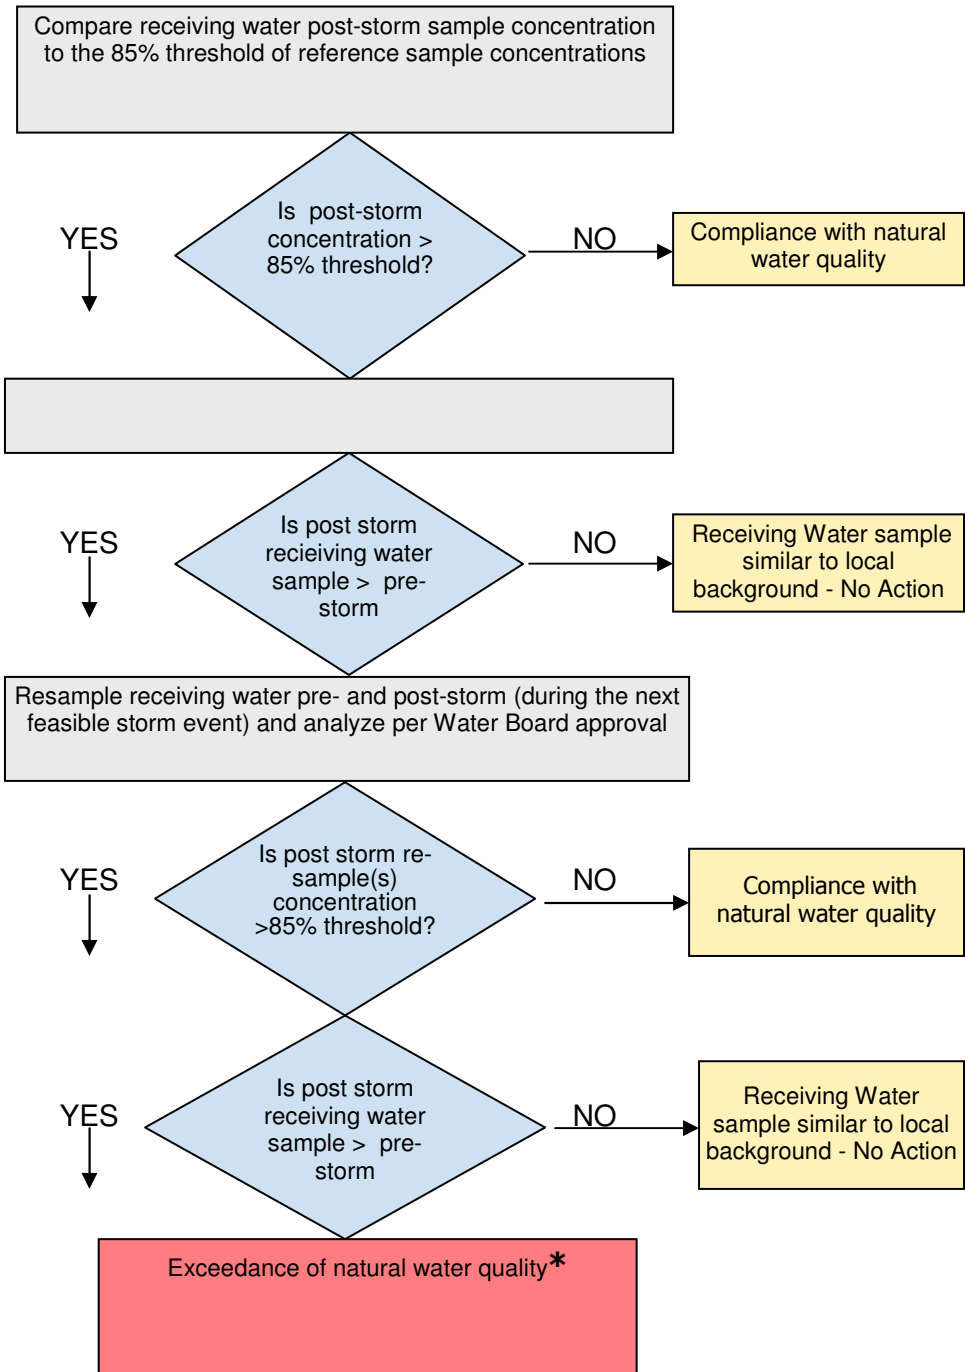 Compare receiving water post-storm sample concentration
to the 85% threshold of reference sample concentrations
Is post-storm
concentration >
85% threshold?
YES
NO
Compliance with natural
water quality
Is post storm
recieiving water
sample > pre-
storm
YES
NO
Receiving Water sample
similar to local
background - No Action
Resample receiving water pre- and post-storm (during the next
feasible storm event) and analyze per Water Board approval
Is post storm re-
sample(s)
concentration
>85% threshold?
YES
NO
Compliance with
natural water quality
Is post storm
receiving water
sample > pre-
storm
YES
NO
Receiving Water
sample similar to local
background - No Action
Exceedance of natural water quality*